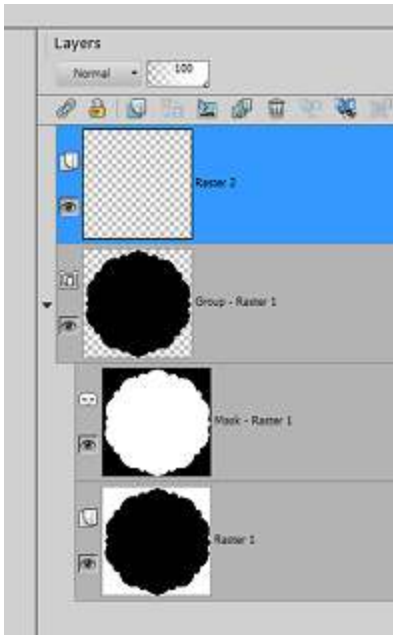 Layers
Normal
100
Raster 2
Group - Raster 1
Mask - Raster 1
Raster 1